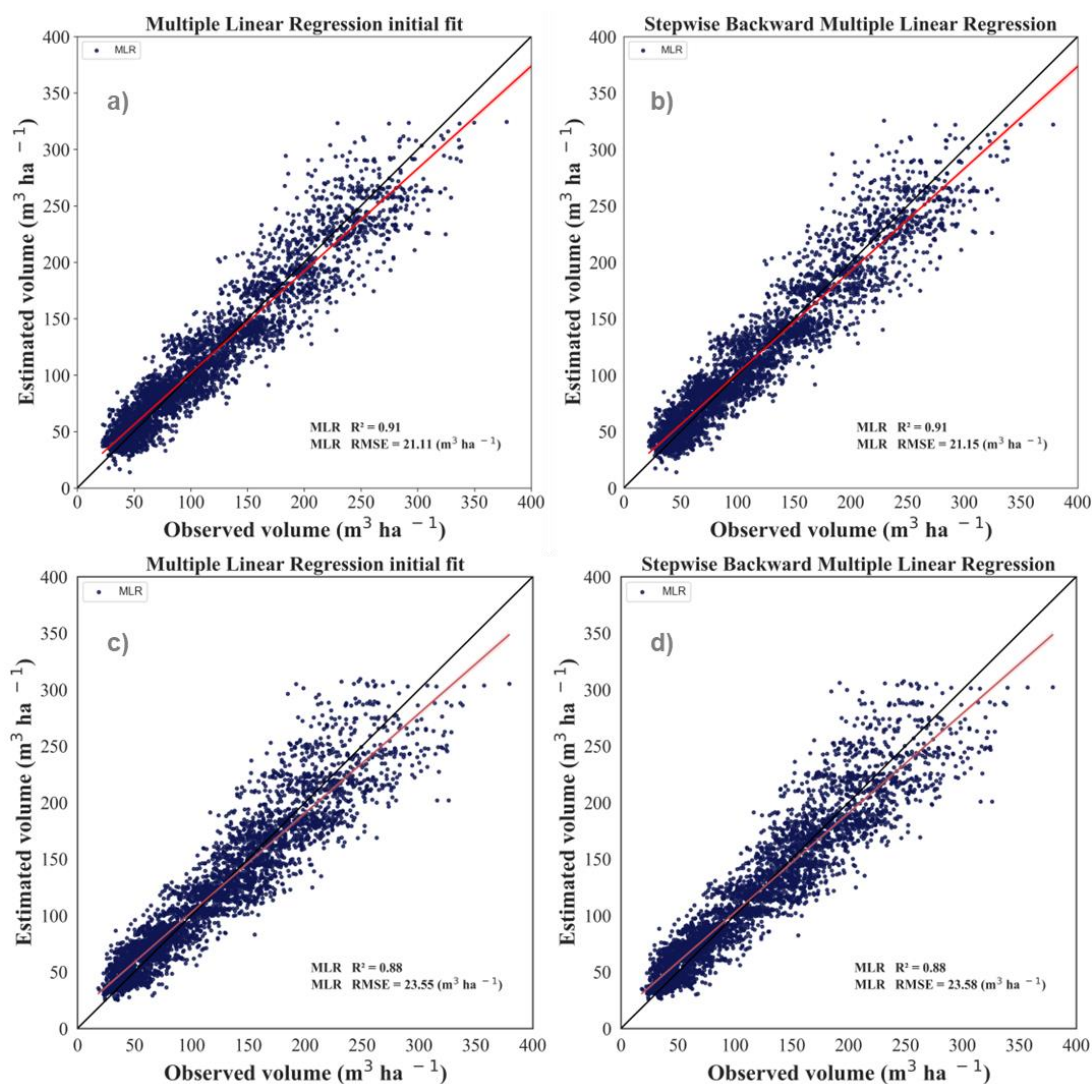 Multiple Linear Regression initial fit
MLR
a)
Estimated volume (m³ ha ⁻¹)
400
350
300
250
200
150
100
50
0
MLR R² = 0.91
MLR RMSE = 21.11 (m³ ha ⁻¹)
50 100 150 200 250 300 350 400
Observed volume (m³ ha ⁻¹)
Stepwise Backward Multiple Linear Regression
MLR
b)
Estimated volume (m³ ha ⁻¹)
400
350
300
250
200
150
100
50
0
MLR R² = 0.91
MLR RMSE = 21.15 (m³ ha ⁻¹)
0 50 100 150 200 250 300 350 400
Observed volume (m³ ha ⁻¹)
Multiple Linear Regression initial fit
MLR
c)
Estimated volume (m³ ha ⁻¹)
400
350
300
250
200
150
100
50
0
MLR R² = 0.88
MLR RMSE = 23.55 (m³ ha ⁻¹)
0 50 100 150 200 250 300 350 400
Observed volume (m³ ha ⁻¹)
Stepwise Backward Multiple Linear Regression
MLR
d)
Estimated volume (m³ ha ⁻¹)
400
350
300
250
200
150
100
50
0
MLR R² = 0.88
MLR RMSE = 23.58 (m³ ha ⁻¹)
0 50 100 150 200 250 300 350 400
Observed volume (m³ ha ⁻¹)